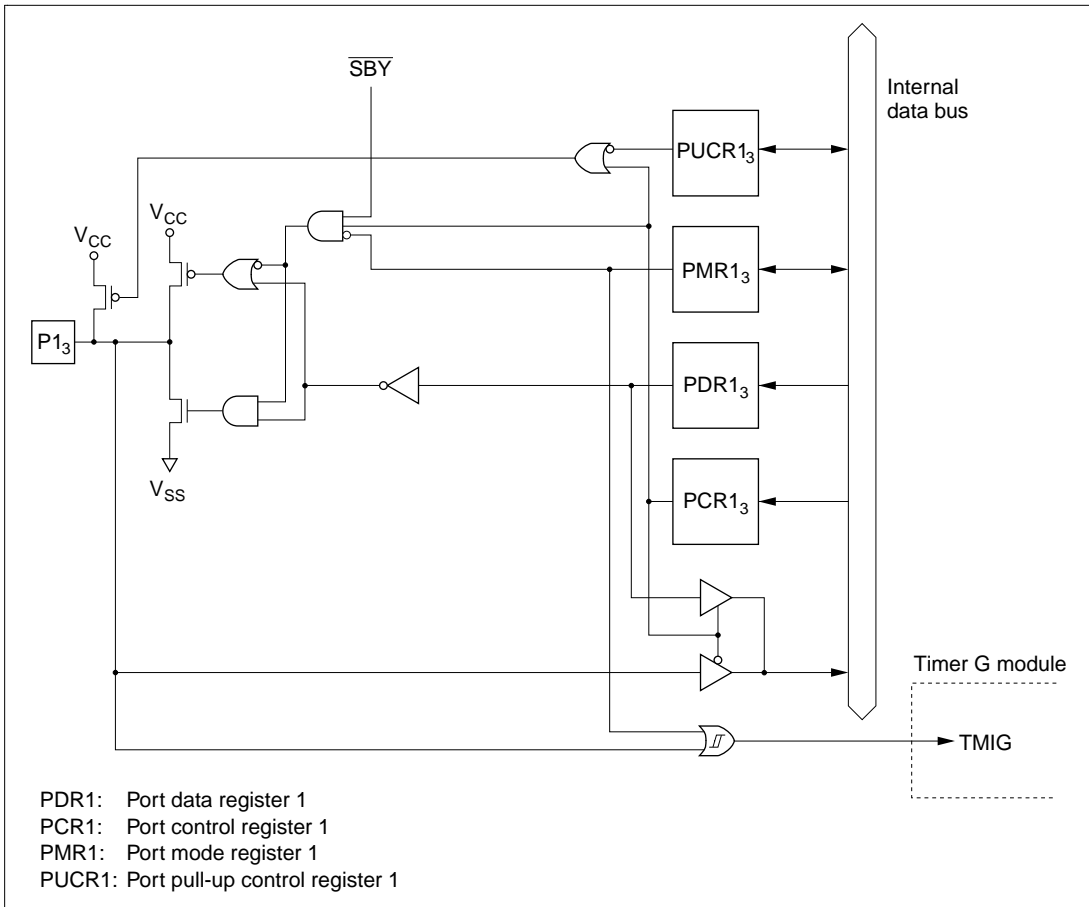 S̅B̅Y̅
Internal
data bus
PUCR1₃
V_CC
V_CC
PMR1₃
P1₃
PDR1₃
V_SS
PCR1₃
Timer G module
TMIG
PDR1: Port data register 1
PCR1: Port control register 1
PMR1: Port mode register 1
PUCR1: Port pull-up control register 1